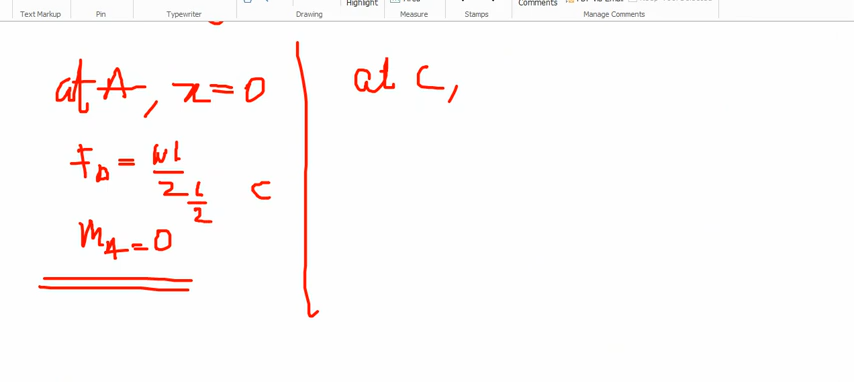 Text Markup Pin Typewriter Highlight Drawing Measure Stamps Comments Manage Comments
at A, x=0
F_A = wl/2
l/2 c
M_A = 0
at C,